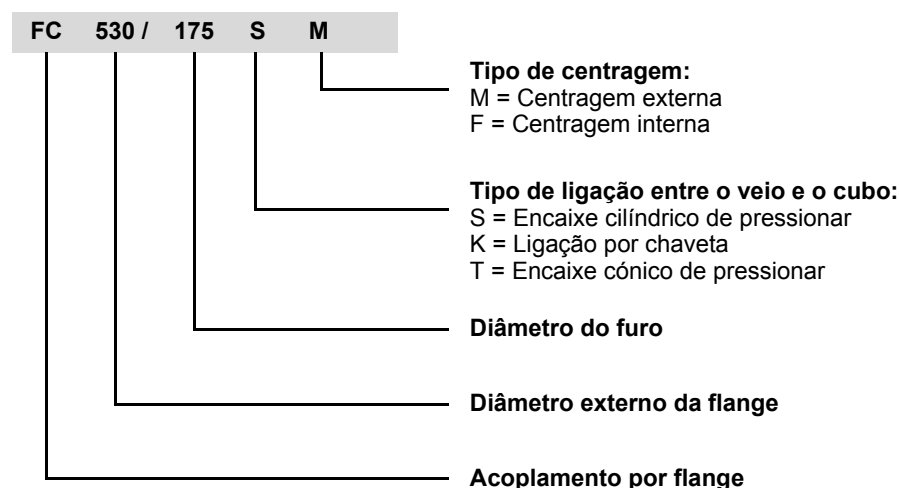 FC 530 / 175 S M
Tipo de centragem:
M = Centragem externa
F = Centragem interna
Tipo de ligação entre o veio e o cubo:
S = Encaixe cilíndrico de pressionar
K = Ligação por chaveta
T = Encaixe cónico de pressionar
Diâmetro do furo
Diâmetro externo da flange
Acoplamento por flange